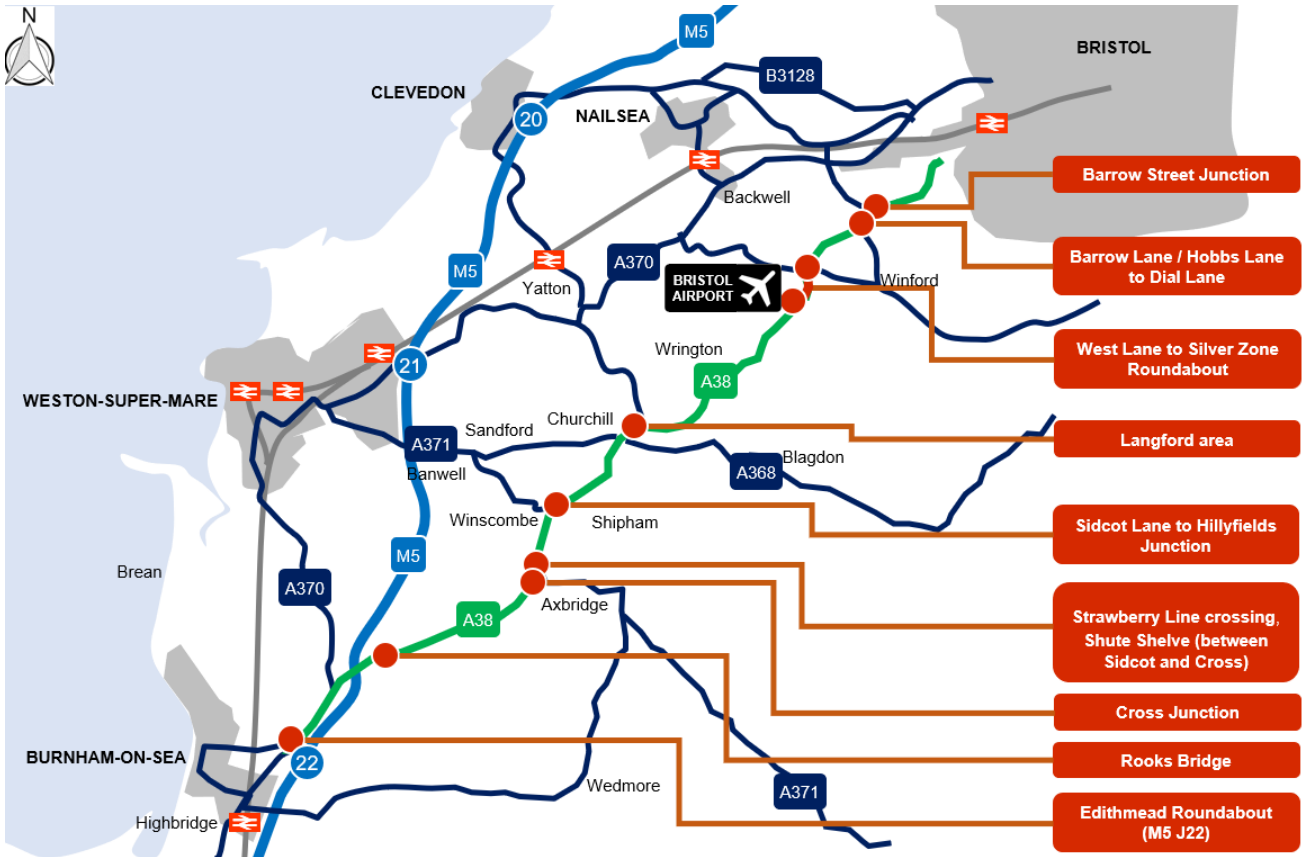 N
M5
BRISTOL
B3128
CLEVEDON
20
NAILSEA
Barrow Street Junction
Backwell
Barrow Lane / Hobbs Lane
to Dial Lane
A370
M5
Yatton
BRISTOL
AIRPORT
Winford
West Lane to Silver Zone
Roundabout
Wrington
21
A38
WESTON-SUPER-MARE
Churchill
Sandford
Langford area
A371
Banwell
Blagdon
A368
Winscombe
Shipham
Sidcot Lane to Hillyfields
Junction
M5
Brean
A370
Axbridge
A38
Strawberry Line crossing,
Shute Shelve (between
Sidcot and Cross)
Cross Junction
BURNHAM-ON-SEA
22
Rooks Bridge
Wedmore
A371
Highbridge
Edithmead Roundabout
(M5 J22)